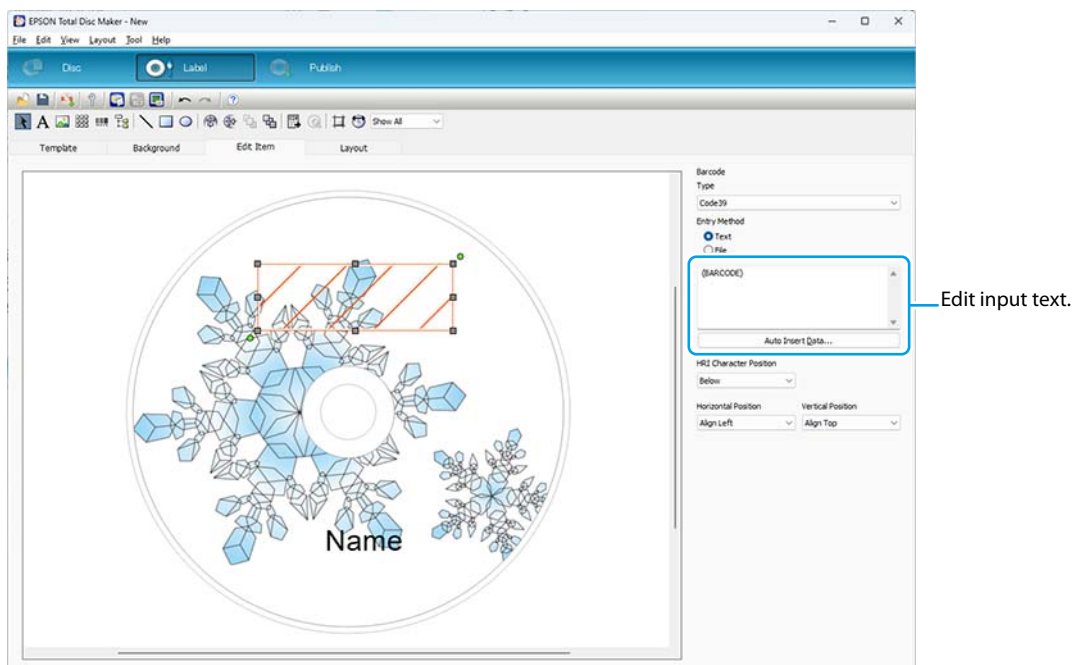 EPSON Total Disc Maker - New
File Edit View Layout Tool Help
Disc Label Publish
A Show All
Template Background Edit Item Layout
Barcode
Type
Code39
Entry Method
Text
File
{BARCODE}
Edit input text.
Auto Insert Data...
HRI Character Position
Below
Horizontal Position Vertical Position
Align Left Align Top
Name